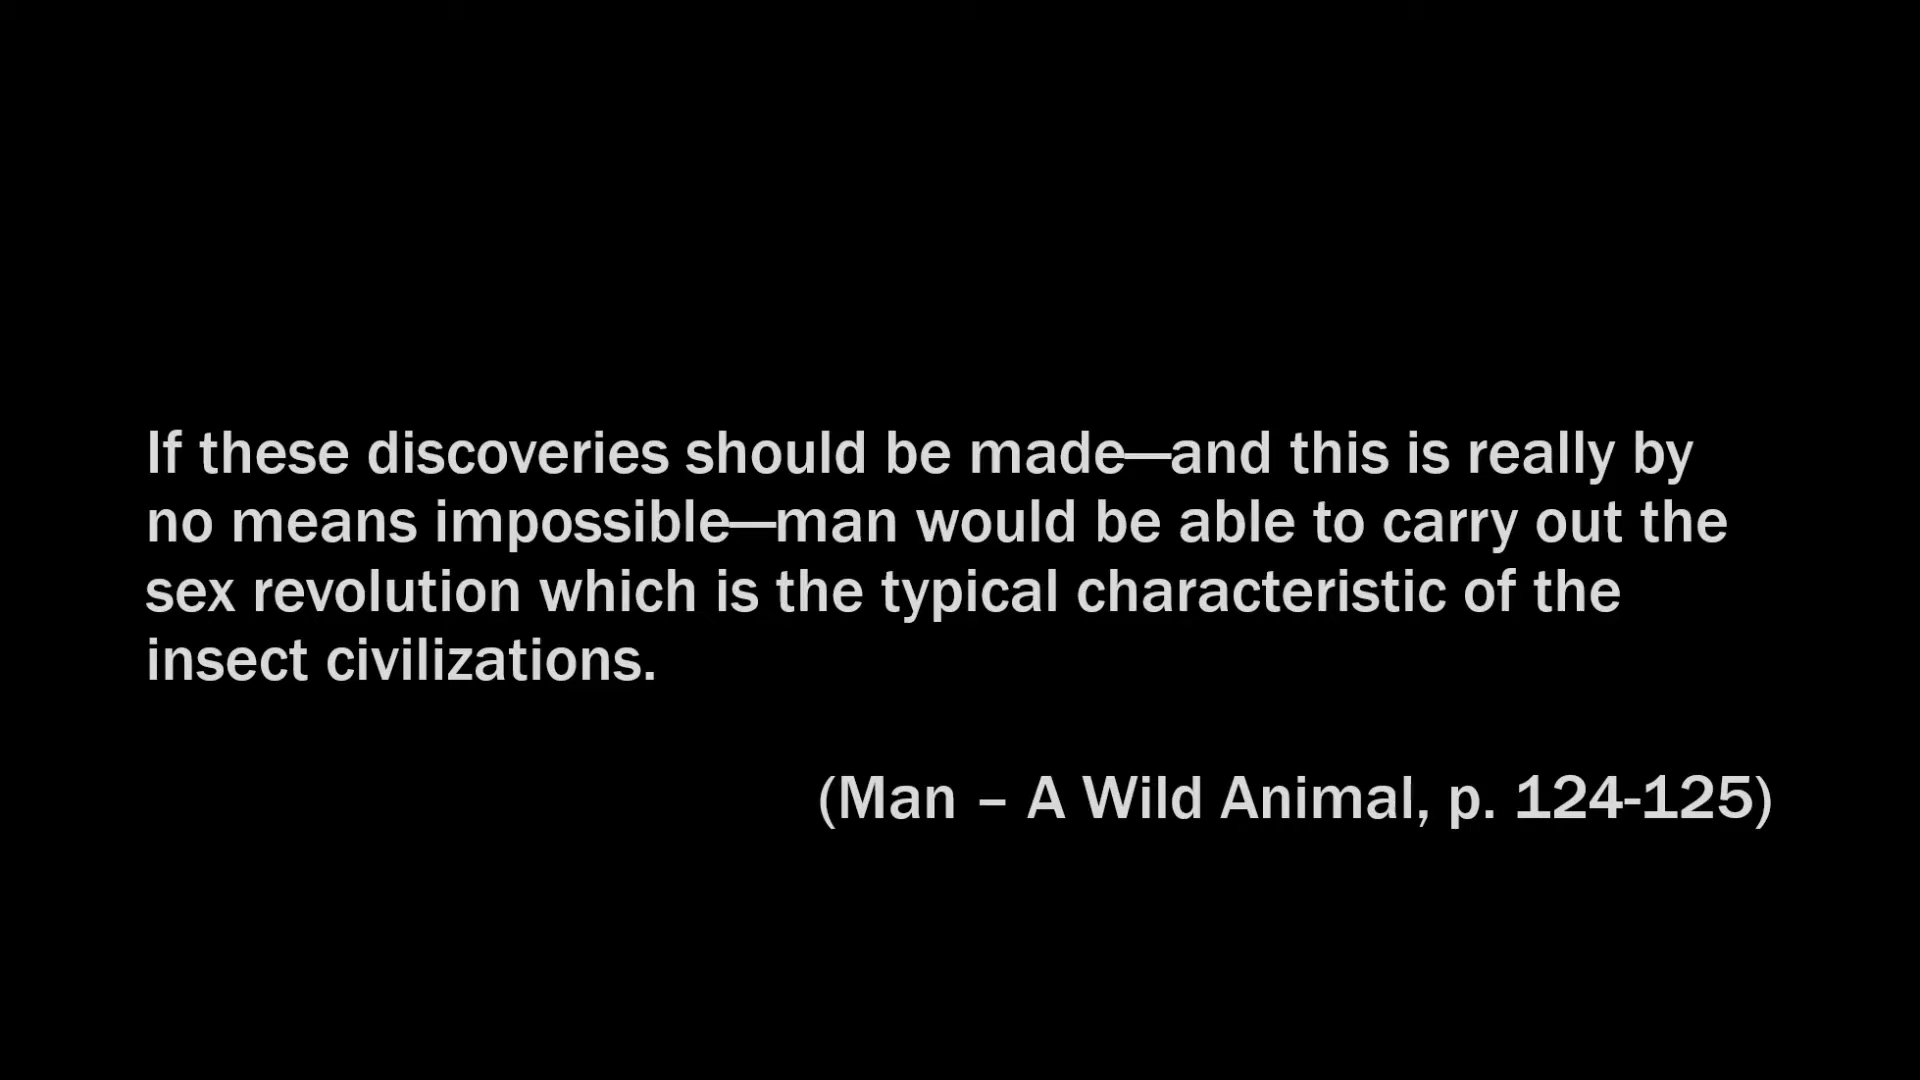 If these discoveries should be made—and this is really by
no means impossible—man would be able to carry out the
sex revolution which is the typical characteristic of the
insect civilizations.
(Man – A Wild Animal, p. 124-125)